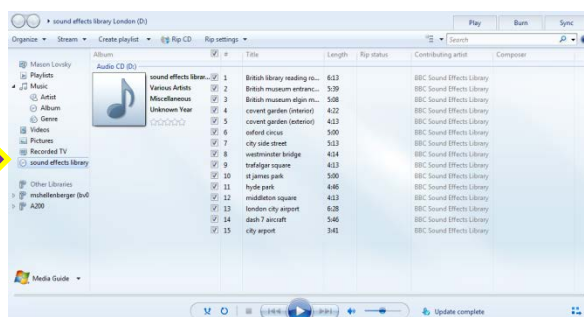 sound effects library London (D:)
Play Burn Sync
Organize Stream Create playlist Rip CD Rip settings Search
Album # Title Length Rip status Contributing artist Composer
Mason Lovsky
Playlists
Music
Artist
Album
Genre
Videos
Pictures
Recorded TV
sound effects library
Other Libraries
mshellenberger (bv0
A200
Audio CD (D:)
sound effects librar...
Various Artists
Miscellaneous
Unknown Year
1 British library reading ro... 6:13 BBC Sound Effects Library
2 British museum entranc... 5:39 BBC Sound Effects Library
3 British museum elgin m... 5:08 BBC Sound Effects Library
4 covent garden (interior) 4:22 BBC Sound Effects Library
5 covent garden (exterior) 4:13 BBC Sound Effects Library
6 oxford circus 5:00 BBC Sound Effects Library
7 city side street 5:13 BBC Sound Effects Library
8 westminster bridge 4:14 BBC Sound Effects Library
9 trafalgar square 4:13 BBC Sound Effects Library
10 st james park 5:00 BBC Sound Effects Library
11 hyde park 4:46 BBC Sound Effects Library
12 middleton square 4:13 BBC Sound Effects Library
13 london city airport 6:28 BBC Sound Effects Library
14 dash 7 aircraft 5:46 BBC Sound Effects Library
15 city arport 3:41 BBC Sound Effects Library
Media Guide
Update complete